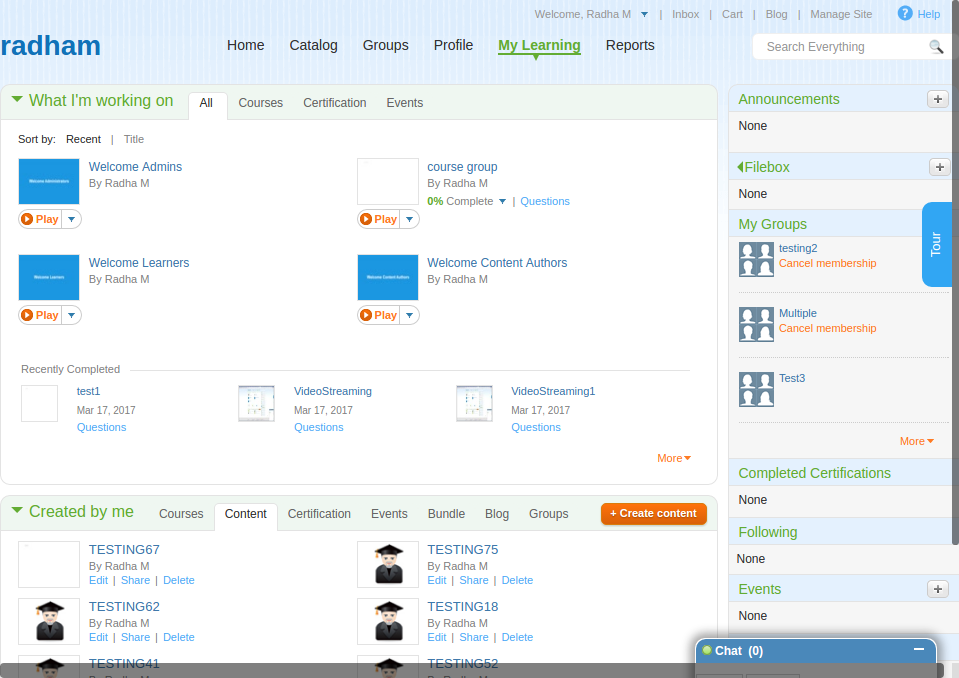 Welcome, Radha M | Inbox | Cart | Blog | Manage Site ? Help
radham
Home Catalog Groups Profile My Learning Reports
Search Everything
What I'm working on All Courses Certification Events
Sort by: Recent | Title
Welcome Administrators
Welcome Admins
By Radha M
Play
course group
By Radha M
0% Complete | Questions
Play
Welcome Learners
Welcome Learners
By Radha M
Play
Welcome Content Authors
Welcome Content Authors
By Radha M
Play
Recently Completed
test1
Mar 17, 2017
Questions
VideoStreaming
Mar 17, 2017
Questions
VideoStreaming1
Mar 17, 2017
Questions
More
Created by me Courses Content Certification Events Bundle Blog Groups + Create content
TESTING67
By Radha M
Edit | Share | Delete
TESTING75
By Radha M
Edit | Share | Delete
TESTING62
By Radha M
Edit | Share | Delete
TESTING18
By Radha M
Edit | Share | Delete
TESTING41
By Radha M
TESTING52
By Radha M
Announcements +
None
Filebox +
None
My Groups
testing2
Cancel membership
Multiple
Cancel membership
Test3
More
Tour
Completed Certifications
None
Following
None
Events +
None
Chat (0)